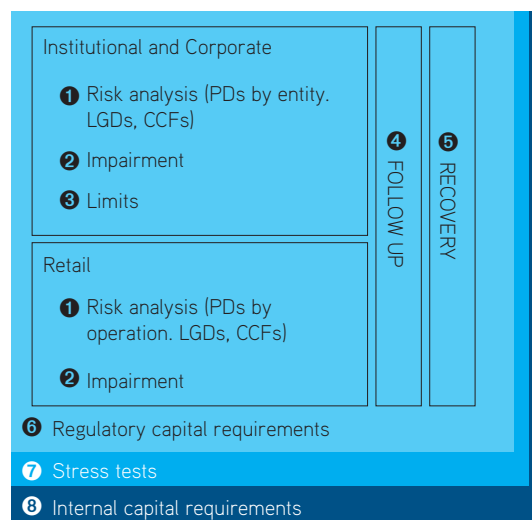 Institutional and Corporate
❶ Risk analysis (PDs by entity.
LGDs, CCFs)
❷ Impairment
❸ Limits
Retail
❶ Risk analysis (PDs by
operation. LGDs, CCFs)
❷ Impairment
❹ FOLLOW UP
❺ RECOVERY
❻ Regulatory capital requirements
❼ Stress tests
❽ Internal capital requirements